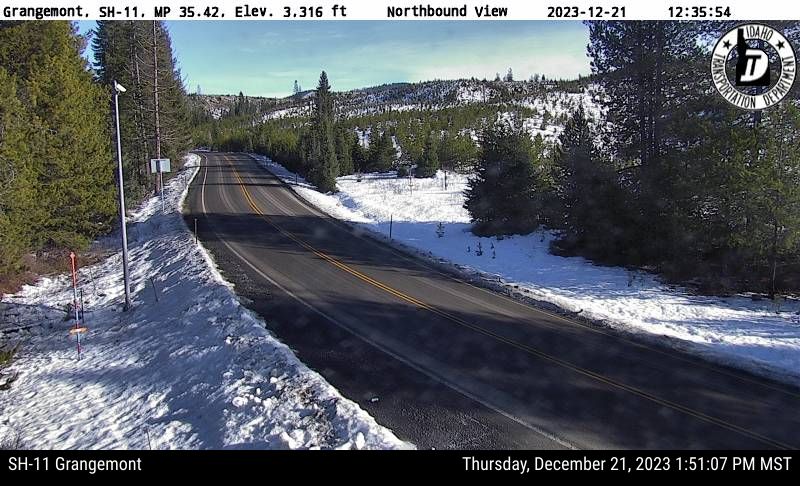 Grangemont, SH-11, MP 35.42, Elev. 3,316 ft Northbound View 2023-12-21 12:35:54
IDAHO
TRANSPORTATION DEPARTMENT
SH-11 Grangemont Thursday, December 21, 2023 1:51:07 PM MST